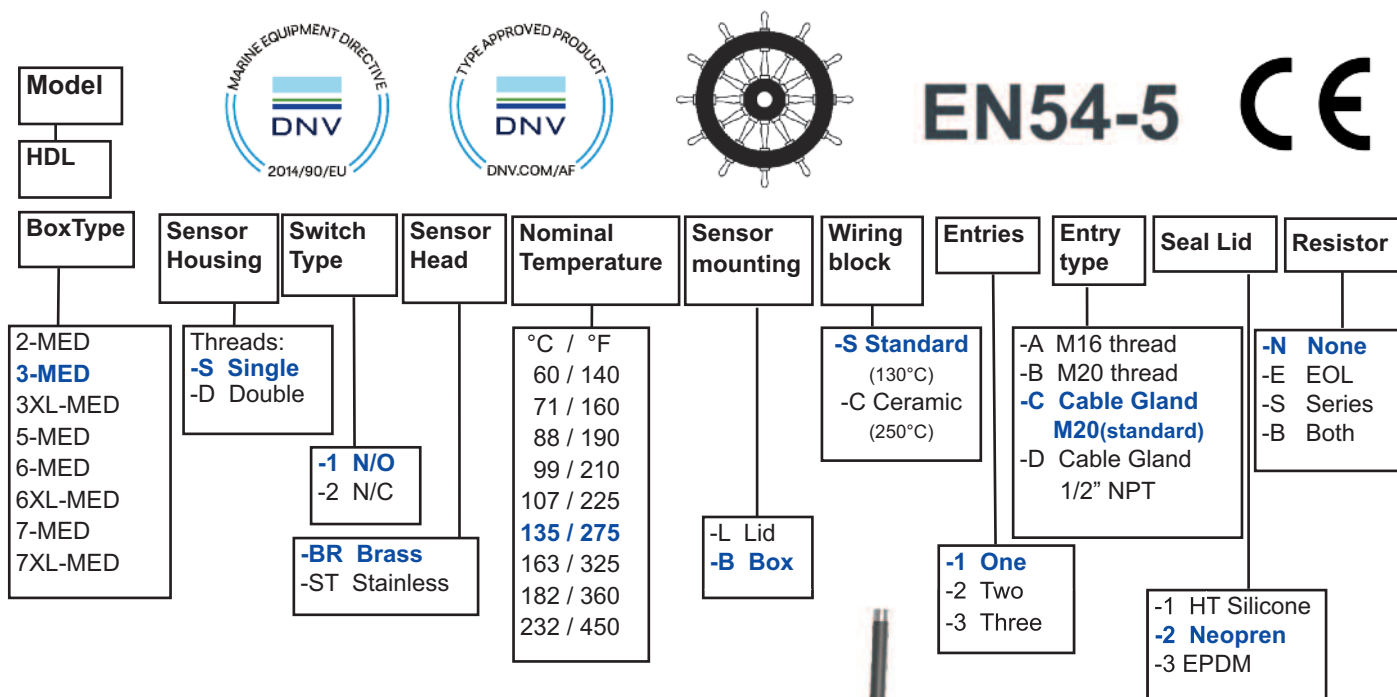 MARINE EQUIPMENT DIRECTIVE
DNV
2014/90/EU
TYPE APPROVED PRODUCT
DNV
DNV.COM/AF
EN54-5
CE
Model
HDL
BoxType
2-MED
3-MED
3XL-MED
5-MED
6-MED
6XL-MED
7-MED
7XL-MED
Sensor
Housing
Threads:
-S Single
-D Double
Switch
Type
-1 N/O
-2 N/C
Sensor
Head
-BR Brass
-ST Stainless
Nominal
Temperature
°C / °F
60 / 140
71 / 160
88 / 190
99 / 210
107 / 225
135 / 275
163 / 325
182 / 360
232 / 450
Sensor
mounting
-L Lid
-B Box
Wiring
block
-S Standard
(130°C)
-C Ceramic
(250°C)
Entries
-1 One
-2 Two
-3 Three
Entry
type
-A M16 thread
-B M20 thread
-C Cable Gland
M20(standard)
-D Cable Gland
1/2” NPT
Seal Lid
-1 HT Silicone
-2 Neopren
-3 EPDM
Resistor
-N None
-E EOL
-S Series
-B Both